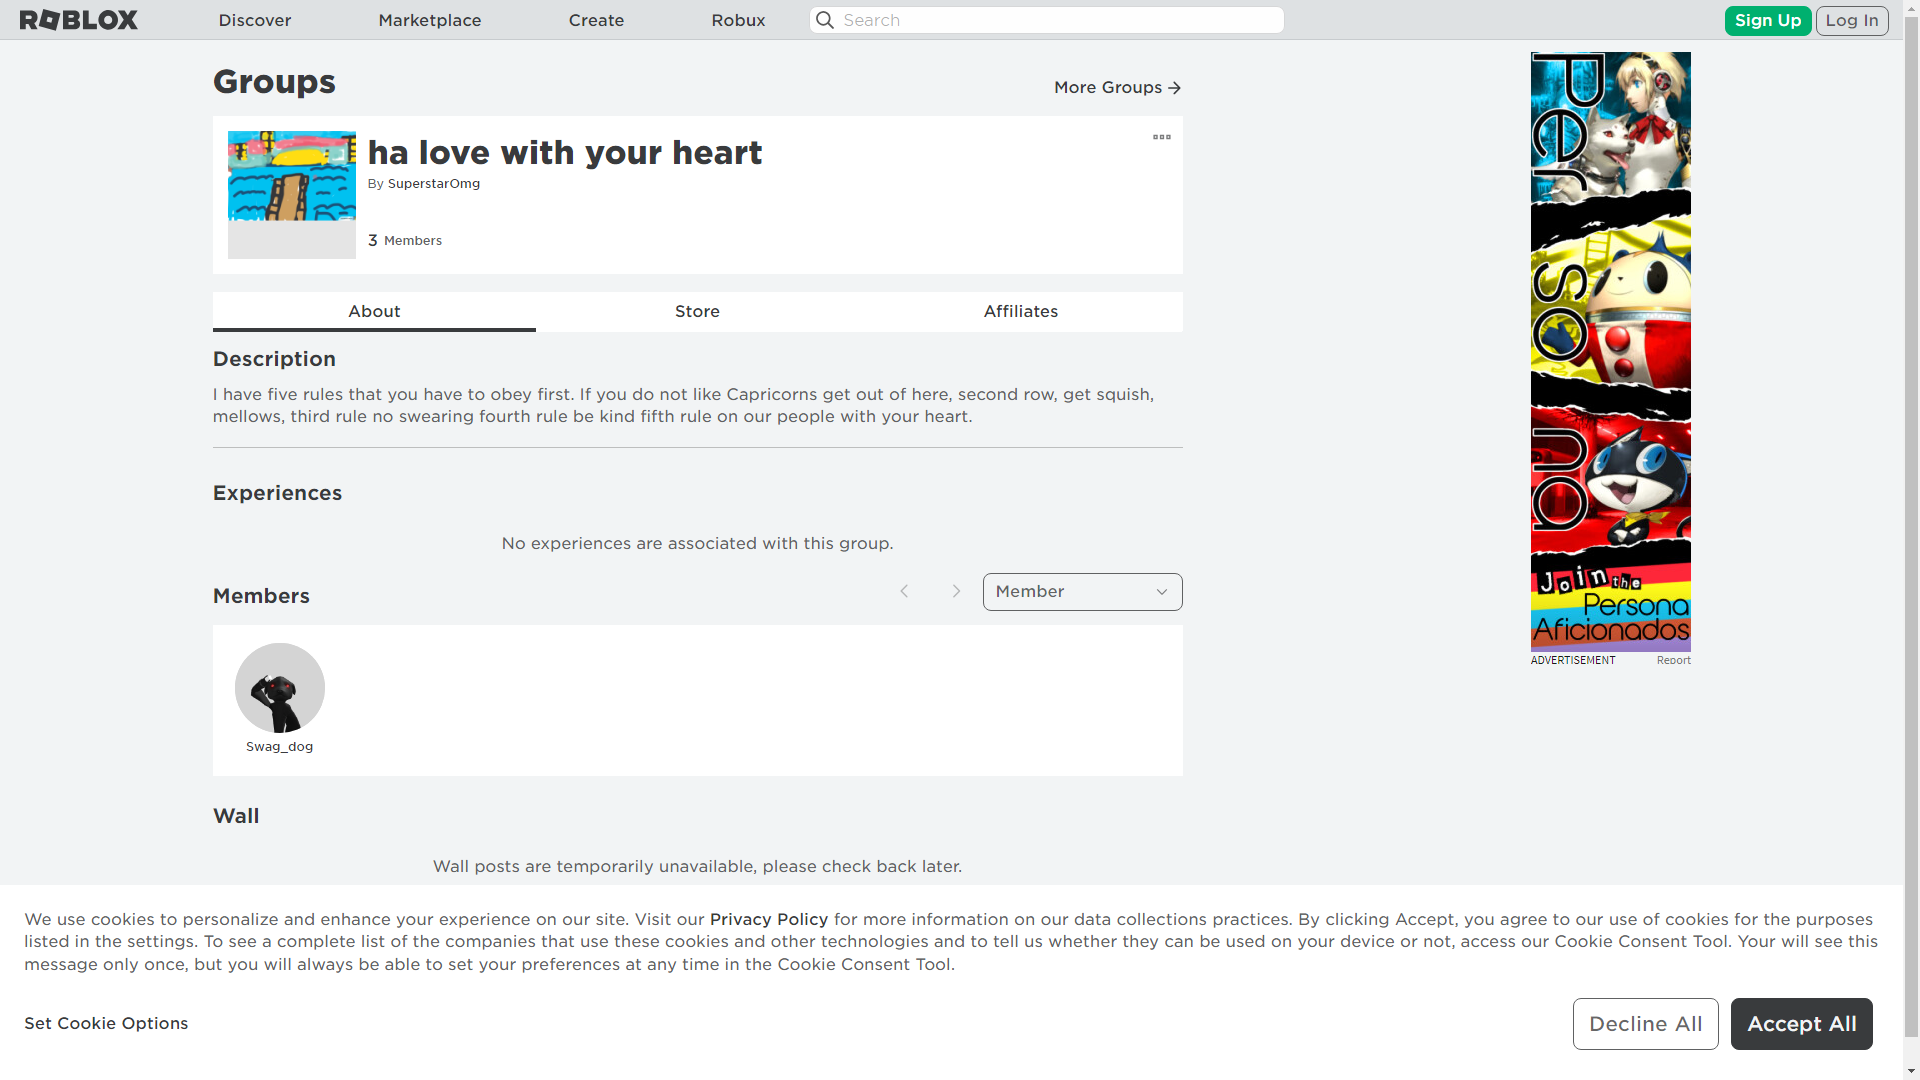 ROBLOX
Discover
Marketplace
Create
Robux
Search
Sign Up
Log In
Groups
More Groups
ha love with your heart
By SuperstarOmg
3 Members
About
Store
Affiliates
Description
I have five rules that you have to obey first. If you do not like Capricorns get out of here, second row, get squish,
mellows, third rule no swearing fourth rule be kind fifth rule on our people with your heart.
Experiences
No experiences are associated with this group.
Members
Member
Swag_dog
Wall
Wall posts are temporarily unavailable, please check back later.
Persona
Join the
Persona
Aficionados
ADVERTISEMENT
Report
We use cookies to personalize and enhance your experience on our site. Visit our Privacy Policy for more information on our data collections practices. By clicking Accept, you agree to our use of cookies for the purposes
listed in the settings. To see a complete list of the companies that use these cookies and other technologies and to tell us whether they can be used on your device or not, access our Cookie Consent Tool. Your will see this
message only once, but you will always be able to set your preferences at any time in the Cookie Consent Tool.
Set Cookie Options
Decline All
Accept All